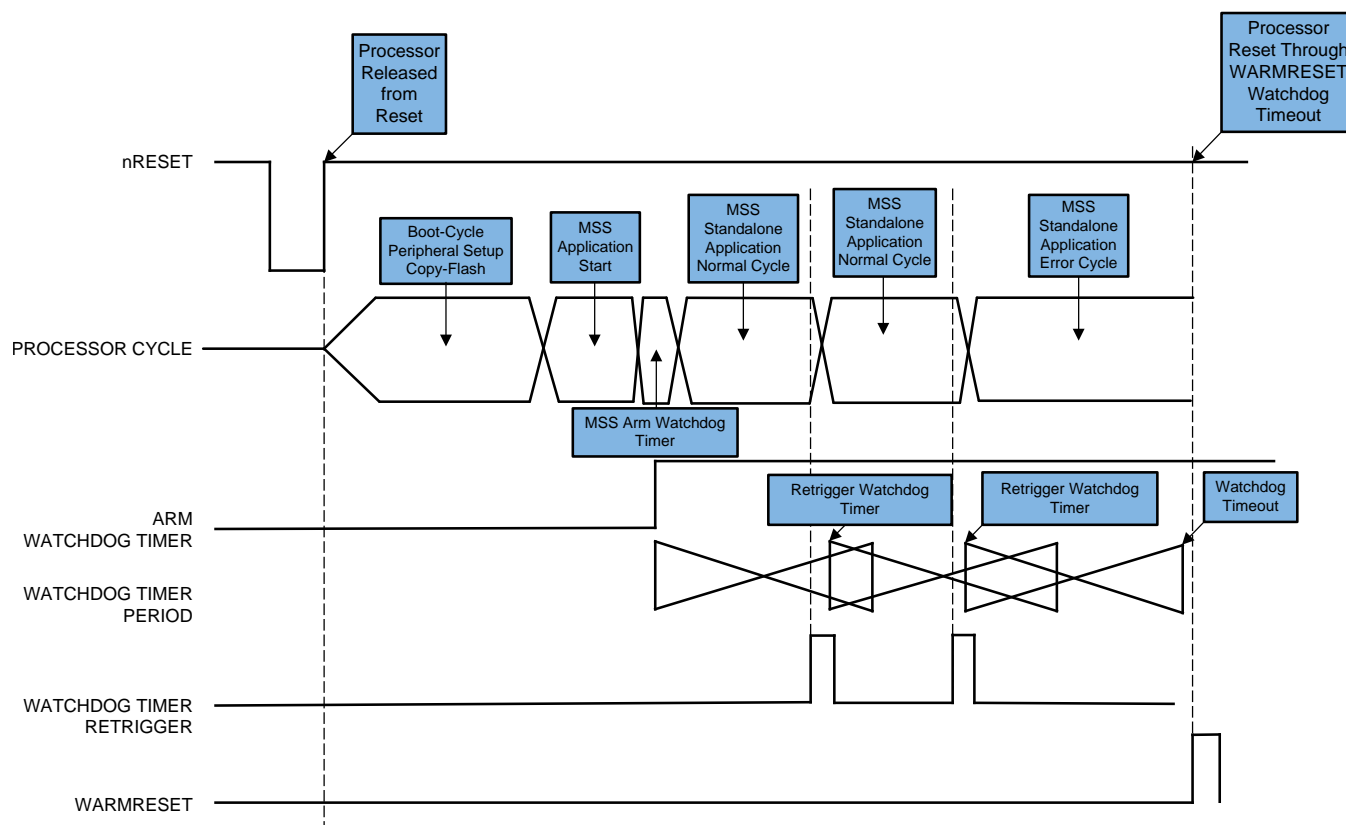 Processor
Released
from
Reset
Processor
Reset Through
WARMRESET
Watchdog
Timeout
nRESET
Boot-Cycle
Peripheral Setup
Copy-Flash
MSS
Application
Start
MSS
Standalone
Application
Normal Cycle
MSS
Standalone
Application
Normal Cycle
MSS
Standalone
Application
Error Cycle
PROCESSOR CYCLE
MSS Arm Watchdog
Timer
Retrigger Watchdog
Timer
Retrigger Watchdog
Timer
Watchdog
Timeout
ARM
WATCHDOG TIMER
WATCHDOG TIMER
PERIOD
WATCHDOG TIMER
RETRIGGER
WARMRESET